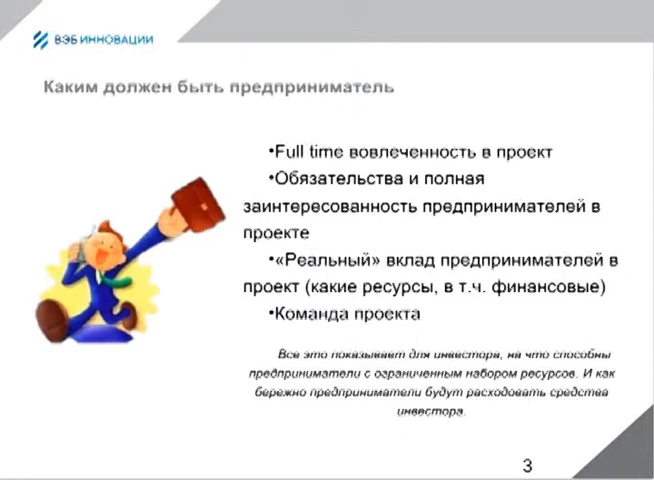 ВЭБ ИННОВАЦИИ
Каким должен быть предприниматель
•Full time вовлеченность в проект
•Обязательства и полная
заинтересованность предпринимателей в
проекте
•«Реальный» вклад предпринимателей в
проект (какие ресурсы, в т.ч. финансовые)
•Команда проекта
Все это показывает для инвестора, на что способны
предприниматели с ограниченным набором ресурсов. И как
бережно предприниматели будут расходовать средства
инвестора.
3